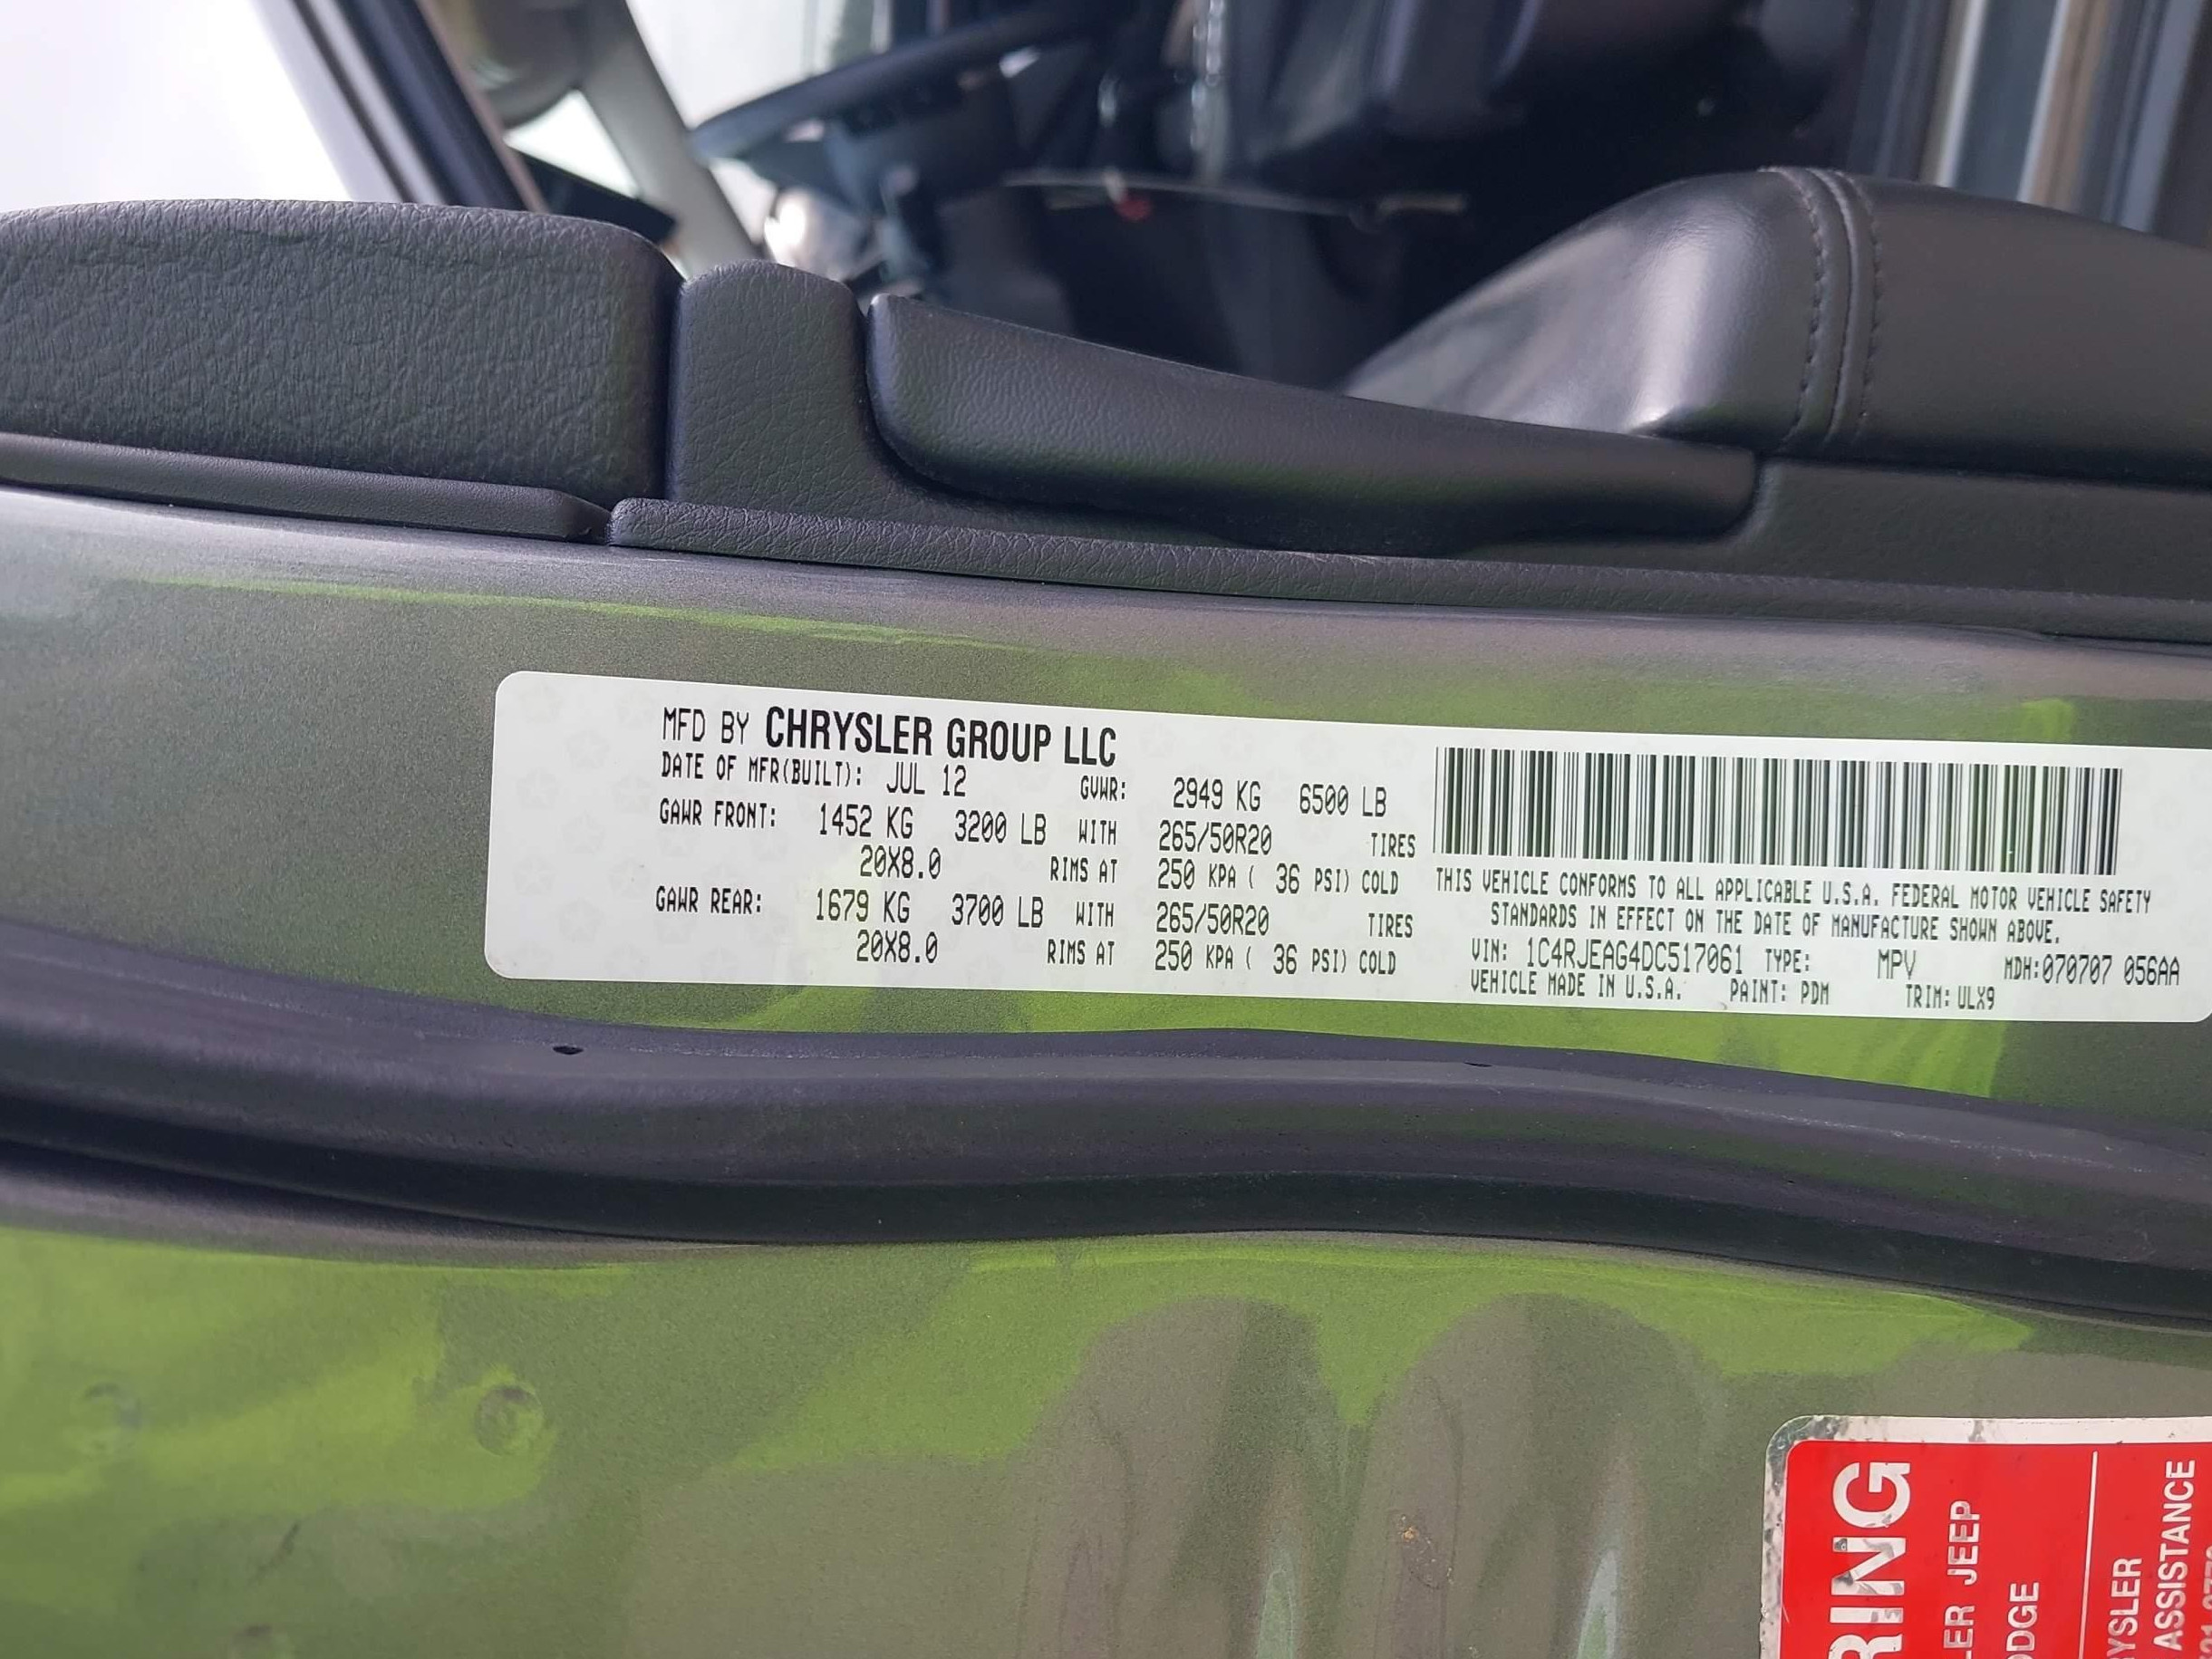 MFD BY CHRYSLER GROUP LLC
DATE OF MFR(BUILT): JUL 12 GVWR: 2949 KG 6500 LB
GAWR FRONT: 1452 KG 3200 LB WITH 265/50R20 TIRES
20X8.0 RIMS AT 250 KPA ( 36 PSI) COLD
GAWR REAR: 1679 KG 3700 LB WITH 265/50R20 TIRES
20X8.0 RIMS AT 250 KPA ( 36 PSI) COLD
THIS VEHICLE CONFORMS TO ALL APPLICABLE U.S.A. FEDERAL MOTOR VEHICLE SAFETY
STANDARDS IN EFFECT ON THE DATE OF MANUFACTURE SHOWN ABOVE.
VIN: 1C4RJEAG4DC517061 TYPE: MPV MDH:070707 056AA
VEHICLE MADE IN U.S.A. PAINT: PDM TRIM: ULX9
RING
LER JEEP
ODGE
RYSLER
ASSISTANCE